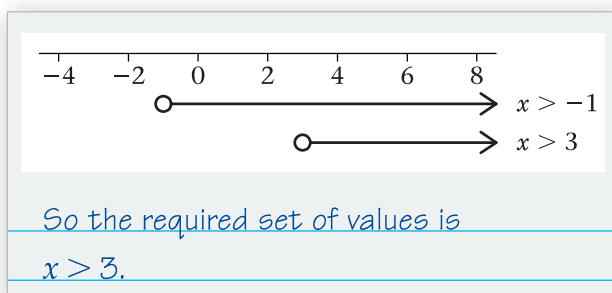 −4 −2 0 2 4 6 8
x > −1
x > 3
So the required set of values is
x > 3.